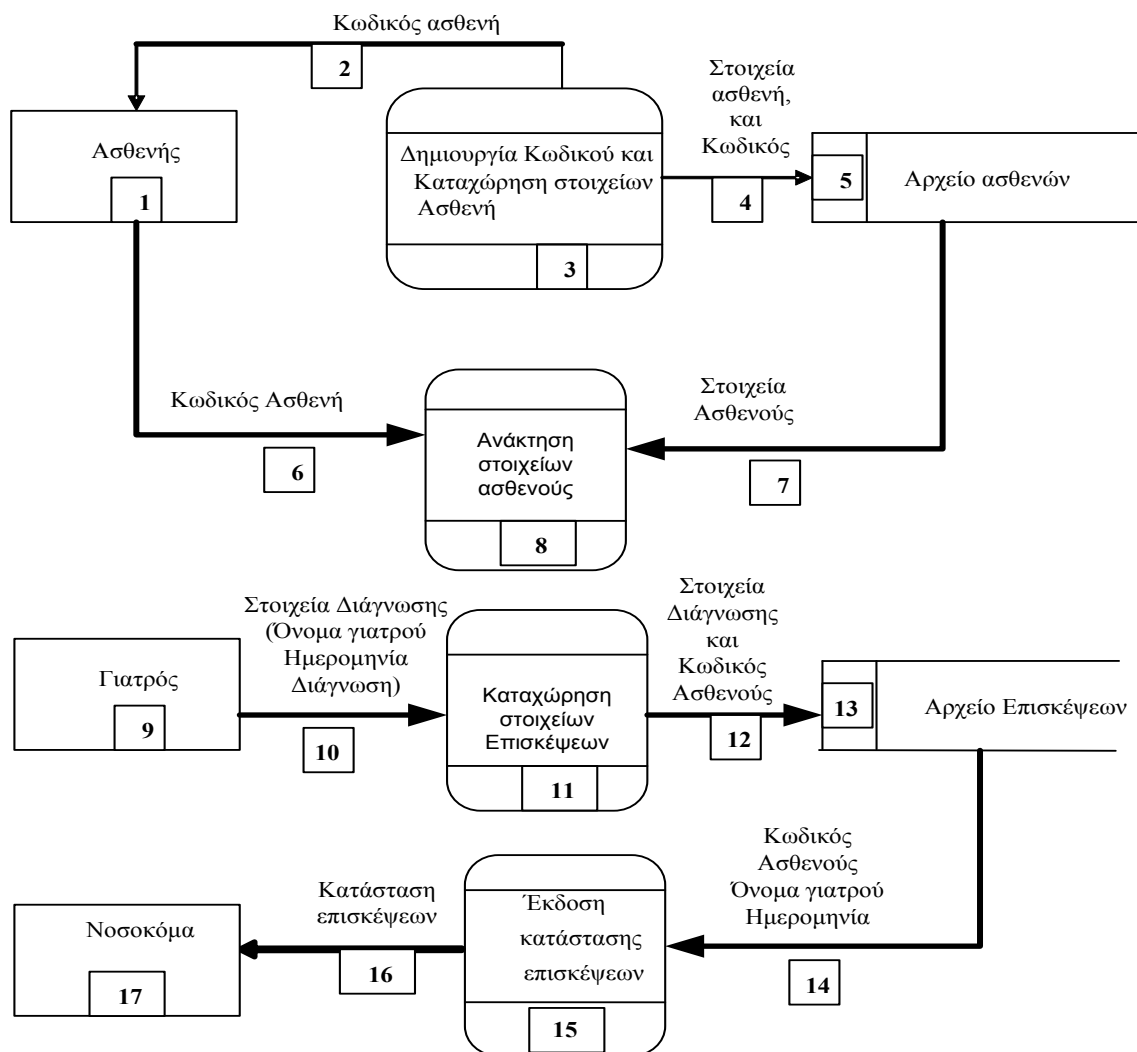 Κωδικός ασθενή
2
Στοιχεία
ασθενή,
και
Κωδικός
Ασθενής
1
Δημιουργία Κωδικού και
Καταχώρηση στοιχείων
Ασθενή
3
4
5
Αρχείο ασθενών
Κωδικός Ασθενή
6
Ανάκτηση
στοιχείων
ασθενούς
8
Στοιχεία
Ασθενούς
7
Γιατρός
9
Στοιχεία Διάγνωσης
(Όνομα γιατρού
Ημερομηνία
Διάγνωση)
10
Καταχώρηση
στοιχείων
Επισκέψεων
11
Στοιχεία
Διάγνωσης
και
Κωδικός
Ασθενούς
12
13
Αρχείο Επισκέψεων
Κωδικός
Ασθενούς
Όνομα γιατρού
Ημερομηνία
14
Έκδοση
κατάστασης
επισκέψεων
15
Κατάσταση
επισκέψεων
16
Νοσοκόμα
17